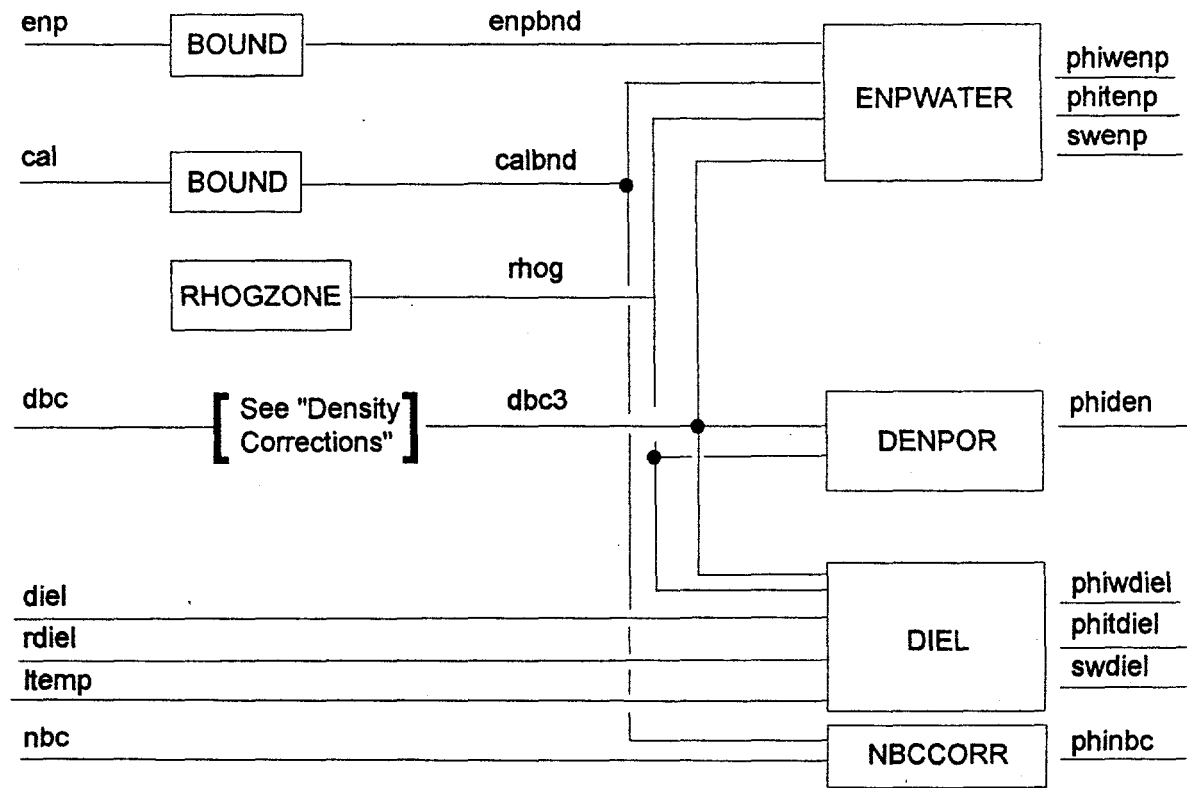 enp
BOUND
enpbnd
ENPWATER
phiwenp
phitenp
swenp
cal
BOUND
calbnd
RHOGZONE
rhog
dbc
See "Density
Corrections"
dbc3
DENPOR
phiden
diel
rdiel
ltemp
DIEL
phiwdiel
phitdiel
swdiel
nbc
NBCCORR
phinbc